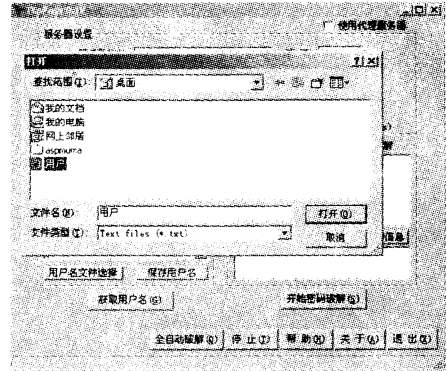 使用代理服务器
服务器设置
打开
查找范围(I): 桌面
我的文档
我的电脑
网上邻居
aspmuma
用户
文件名(N): 用户 打开(O)
文件类型(T): Text files (*.txt) 取消
信息
用户名文件选择 保存用户名
获取用户名(G) 开始密码破解(S)
全自动破解(Q) 停止(T) 帮助(H) 关于(A) 退出(X)